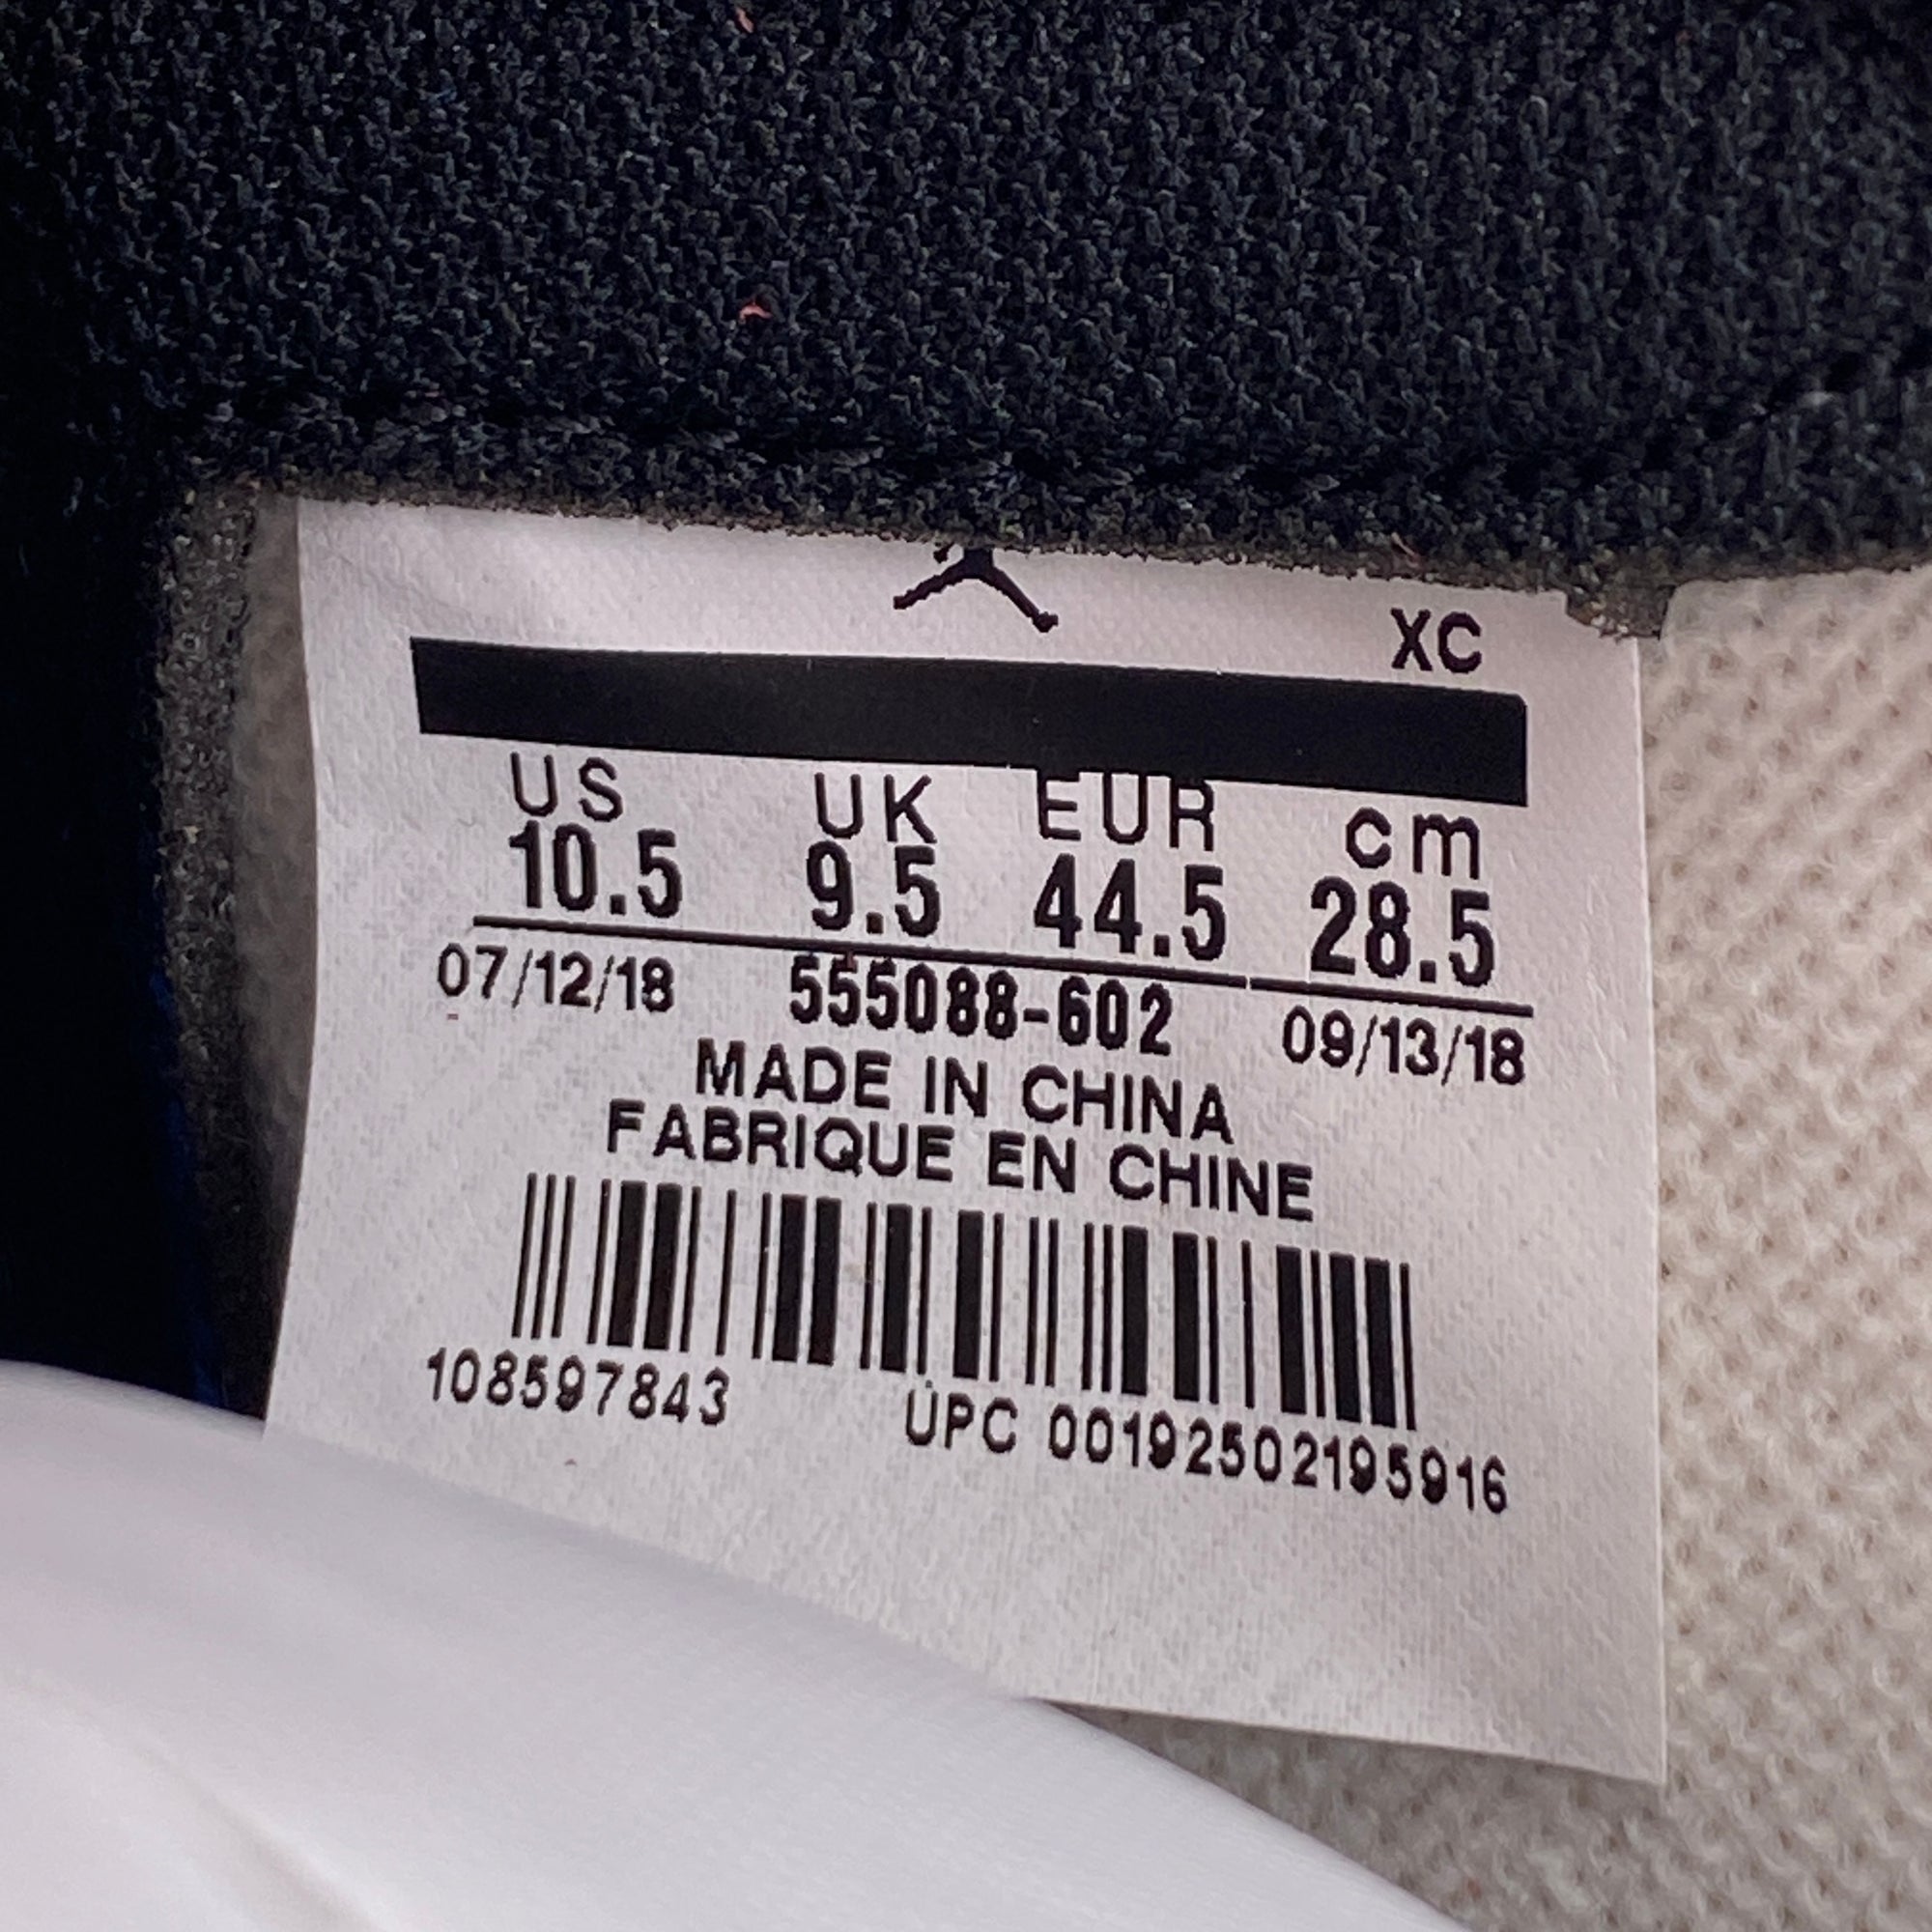 XC
US UK EUR cm
10.5 9.5 44.5 28.5
07/12/18 555088-602 09/13/18
MADE IN CHINA
FABRIQUE EN CHINE
108597843 UPC 00192502195916